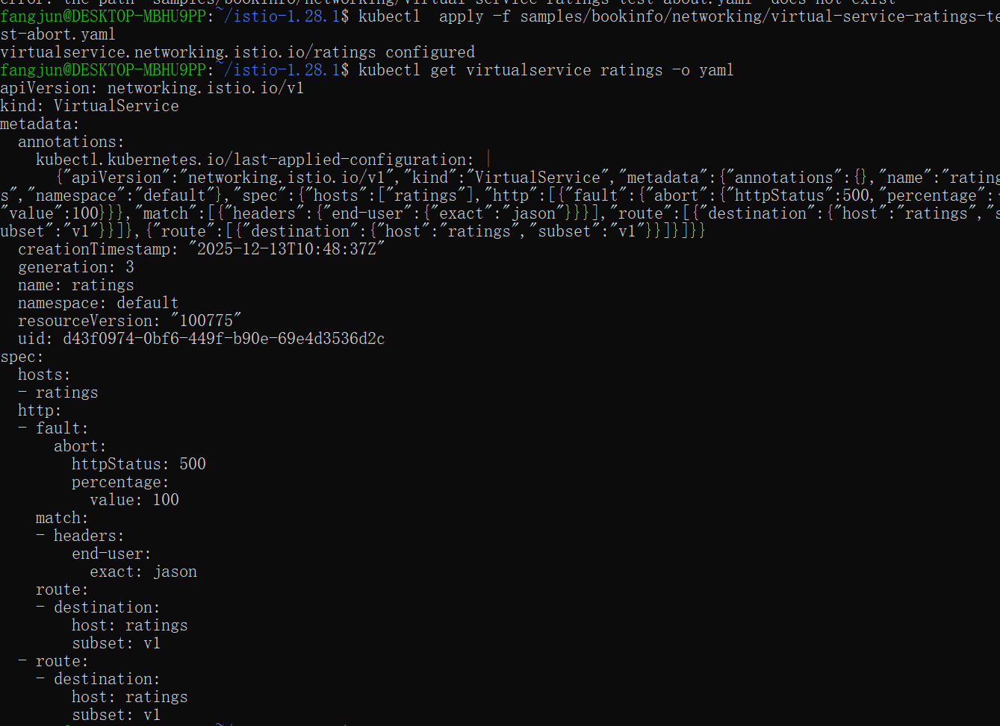 error: the path "samples/bookinfo/networking/virtual-service-ratings-test-about.yaml" does not exist
fangjun@DESKTOP-MBHU9PP:~/istio-1.28.1$ kubectl  apply -f samples/bookinfo/networking/virtual-service-ratings-te
st-abort.yaml
virtualservice.networking.istio.io/ratings configured
fangjun@DESKTOP-MBHU9PP:~/istio-1.28.1$ kubectl get virtualservice ratings -o yaml
apiVersion: networking.istio.io/v1
kind: VirtualService
metadata:
  annotations:
    kubectl.kubernetes.io/last-applied-configuration: |
      {"apiVersion":"networking.istio.io/v1","kind":"VirtualService","metadata":{"annotations":{},"name":"rating
s","namespace":"default"},"spec":{"hosts":["ratings"],"http":[{"fault":{"abort":{"httpStatus":500,"percentage":{
"value":100}}},"match":[{"headers":{"end-user":{"exact":"jason"}}}],"route":[{"destination":{"host":"ratings","s
ubset":"v1"}}]},{"route":[{"destination":{"host":"ratings","subset":"v1"}}]}]}}
  creationTimestamp: "2025-12-13T10:48:37Z"
  generation: 3
  name: ratings
  namespace: default
  resourceVersion: "100775"
  uid: d43f0974-0bf6-449f-b90e-69e4d3536d2c
spec:
  hosts:
  - ratings
  http:
  - fault:
      abort:
        httpStatus: 500
        percentage:
          value: 100
    match:
    - headers:
        end-user:
          exact: jason
    route:
    - destination:
        host: ratings
        subset: v1
  - route:
    - destination:
        host: ratings
        subset: v1